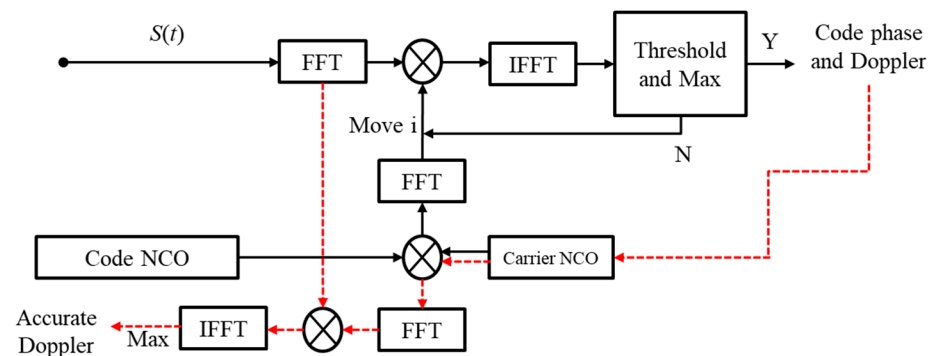 S(t)
FFT
IFFT
Threshold
and Max
Y
Code phase
and Doppler
Move i
N
FFT
Code NCO
Carrier NCO
Accurate
Doppler
Max
IFFT
FFT